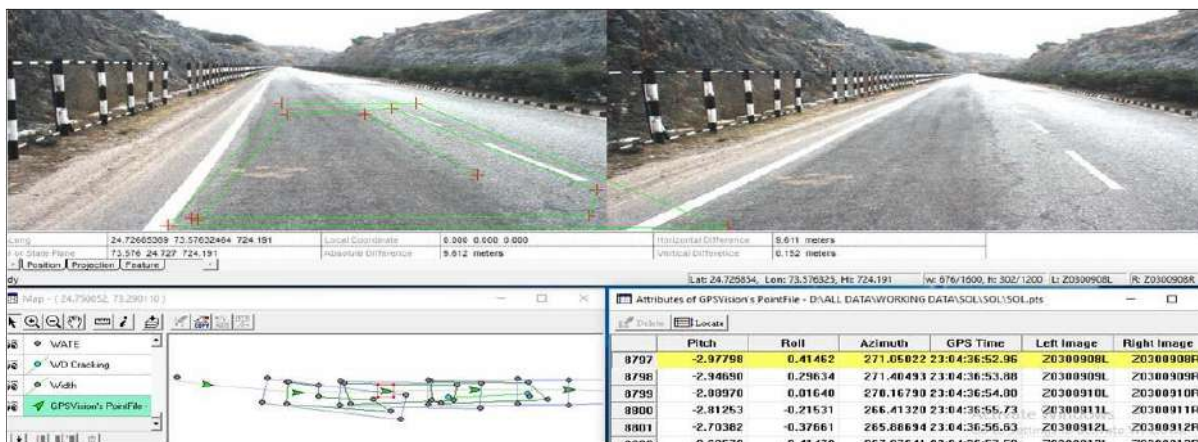 24.72685369 73.57632464 724.191 Local Coordinate 0.000 0.000 0.000 Horizontal Difference 9.611 meters
73.576 24.727 724.191 Absolute Difference 9.612 meters Vertical Difference 0.152 meters
Position Projection Feature
dy Lat: 24.726854, Lon: 73.576325, Ht: 724.191 w: 676/1600, h: 302/1200 L: Z0300908L R: Z0300908R
Map - ( 24.750052, 73.290110 )
WATE
WD Cracking
Width
GPSVision's PointFile -
Attributes of GPSVision's PointFile - D:\ALL DATA\WORKING DATA\SOL\SOL\SOL.pts
Delete Locate
Pitch Roll Azimuth GPS Time Left Image Right Image
8797 -2.97798 0.41462 271.05022 23:04:36:52.96 Z0300908L Z0300908R
8798 -2.94690 0.29634 271.40493 23:04:36:53.88 Z0300909L Z0300909R
8799 -2.88970 0.01640 270.16790 23:04:36:54.80 Z0300910L Z0300910R
8800 -2.81253 -0.21531 266.41320 23:04:36:55.73 Z0300911L Z0300911R
8801 -2.70382 -0.37661 265.88694 23:04:36:56.63 Z0300912L Z0300912R